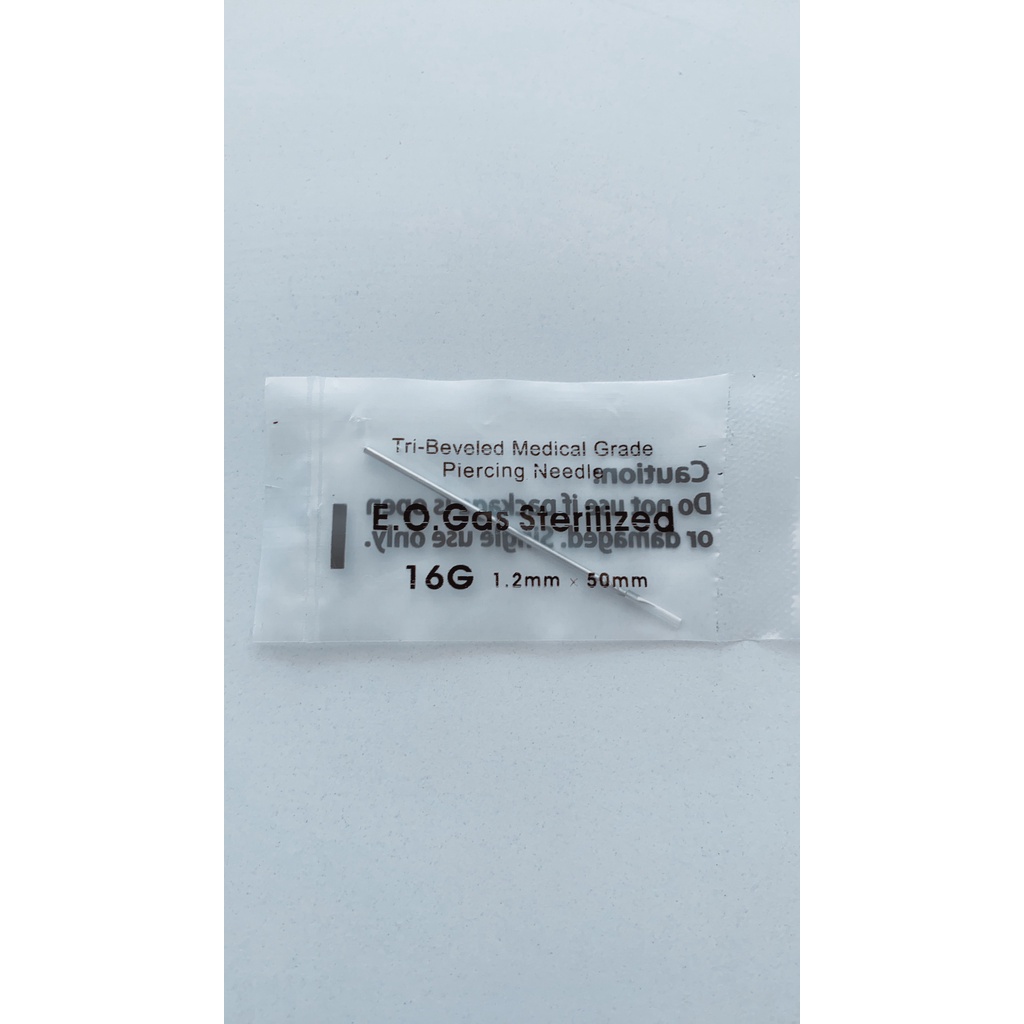 Tri-Beveled Medical Grade
Piercing Needle
E.O.Gas Sterilized
16G 1.2mm × 50mm
Caution:
Do not use if package is open
or damaged. Single use only.